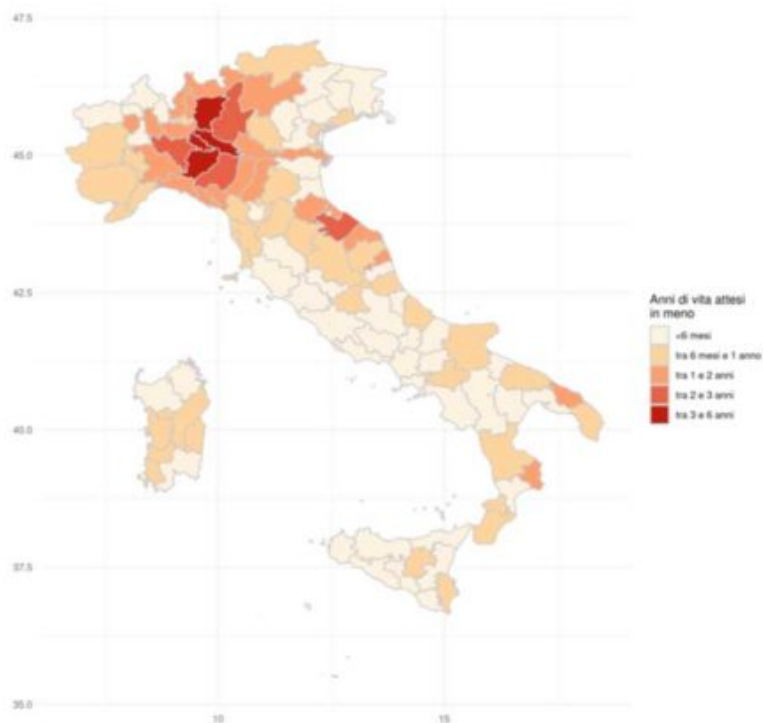 47.5
45.0
42.5
40.0
37.5
35.0
10
15
Anni di vita attesi
in meno
<6 mesi
tra 6 mesi e 1 anno
tra 1 e 2 anni
tra 2 e 3 anni
tra 3 e 6 anni